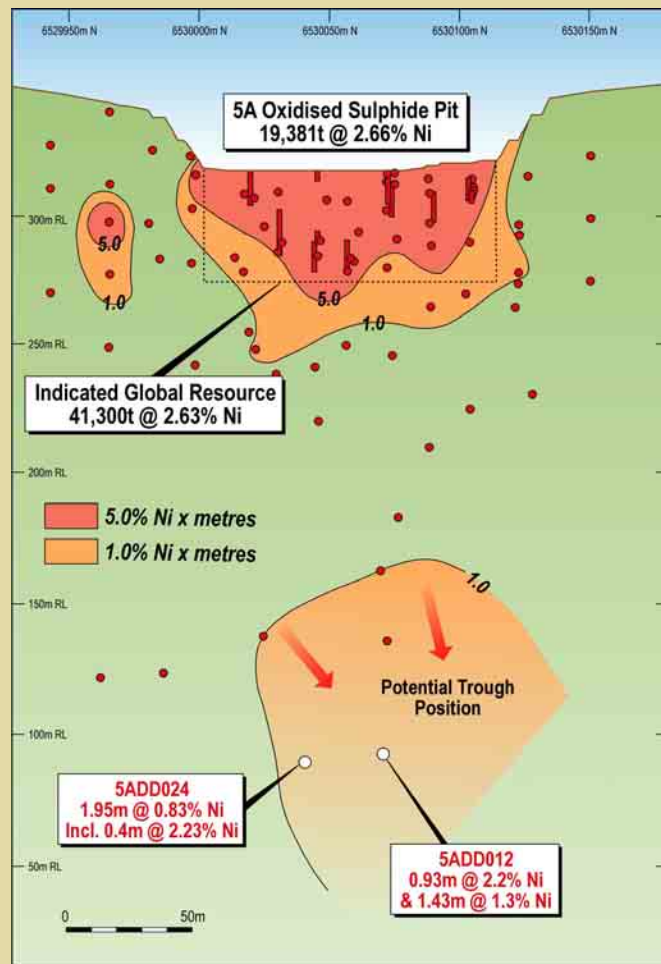 6529950m N
6530000m N
6530050m N
6530100m N
6530150m N
5A Oxidised Sulphide Pit
19,381t @ 2.66% Ni
300m RL
5.0
1.0
5.0
1.0
250m RL
Indicated Global Resource
41,300t @ 2.63% Ni
200m RL
5.0% Ni x metres
1.0% Ni x metres
150m RL
1.0
Potential Trough
Position
100m RL
5ADD024
1.95m @ 0.83% Ni
Incl. 0.4m @ 2.23% Ni
5ADD012
0.93m @ 2.2% Ni
& 1.43m @ 1.3% Ni
50m RL
0
50m